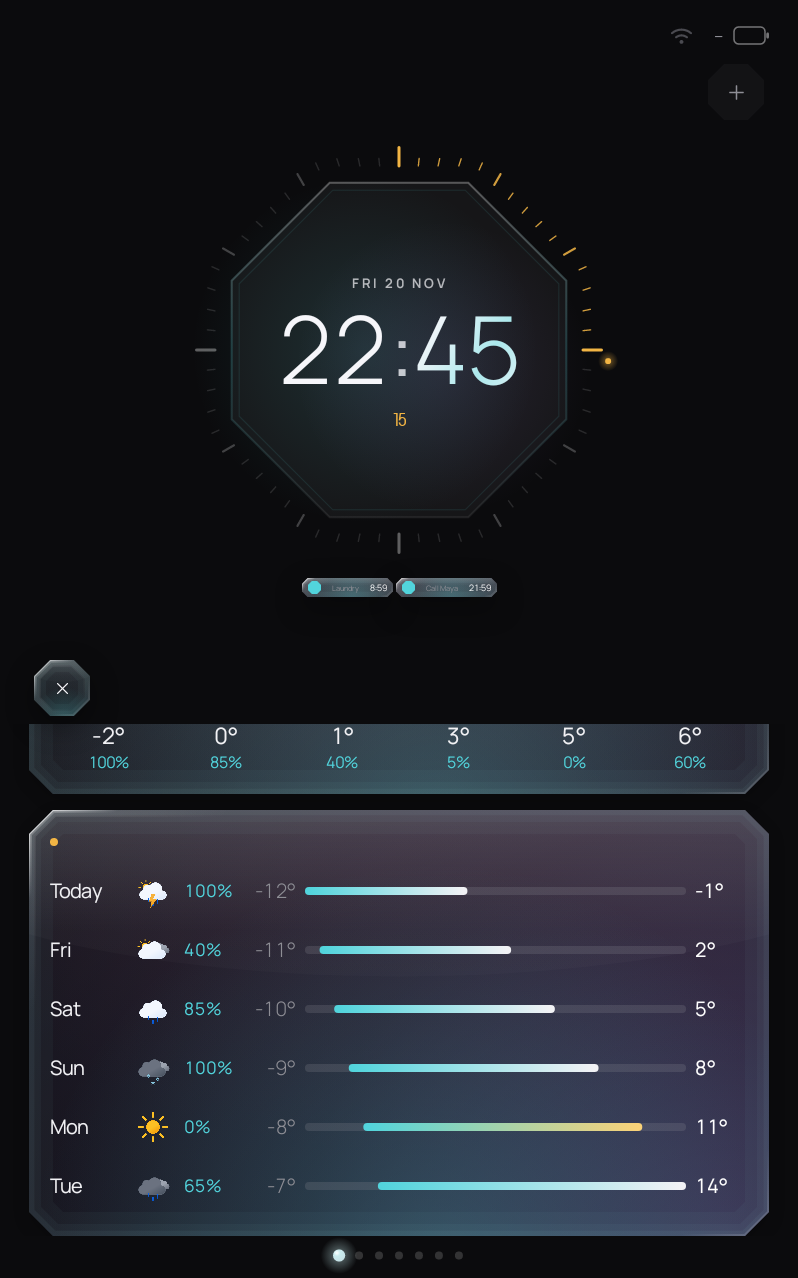 FRI 20 NOV
22:45
15
Laundry 8:59 Call Maya 21:59
-2° 0° 1° 3° 5° 6°
100% 85% 40% 5% 0% 60%
Today 100% -12° -1°
Fri 40% -11° 2°
Sat 85% -10° 5°
Sun 100% -9° 8°
Mon 0% -8° 11°
Tue 65% -7° 14°